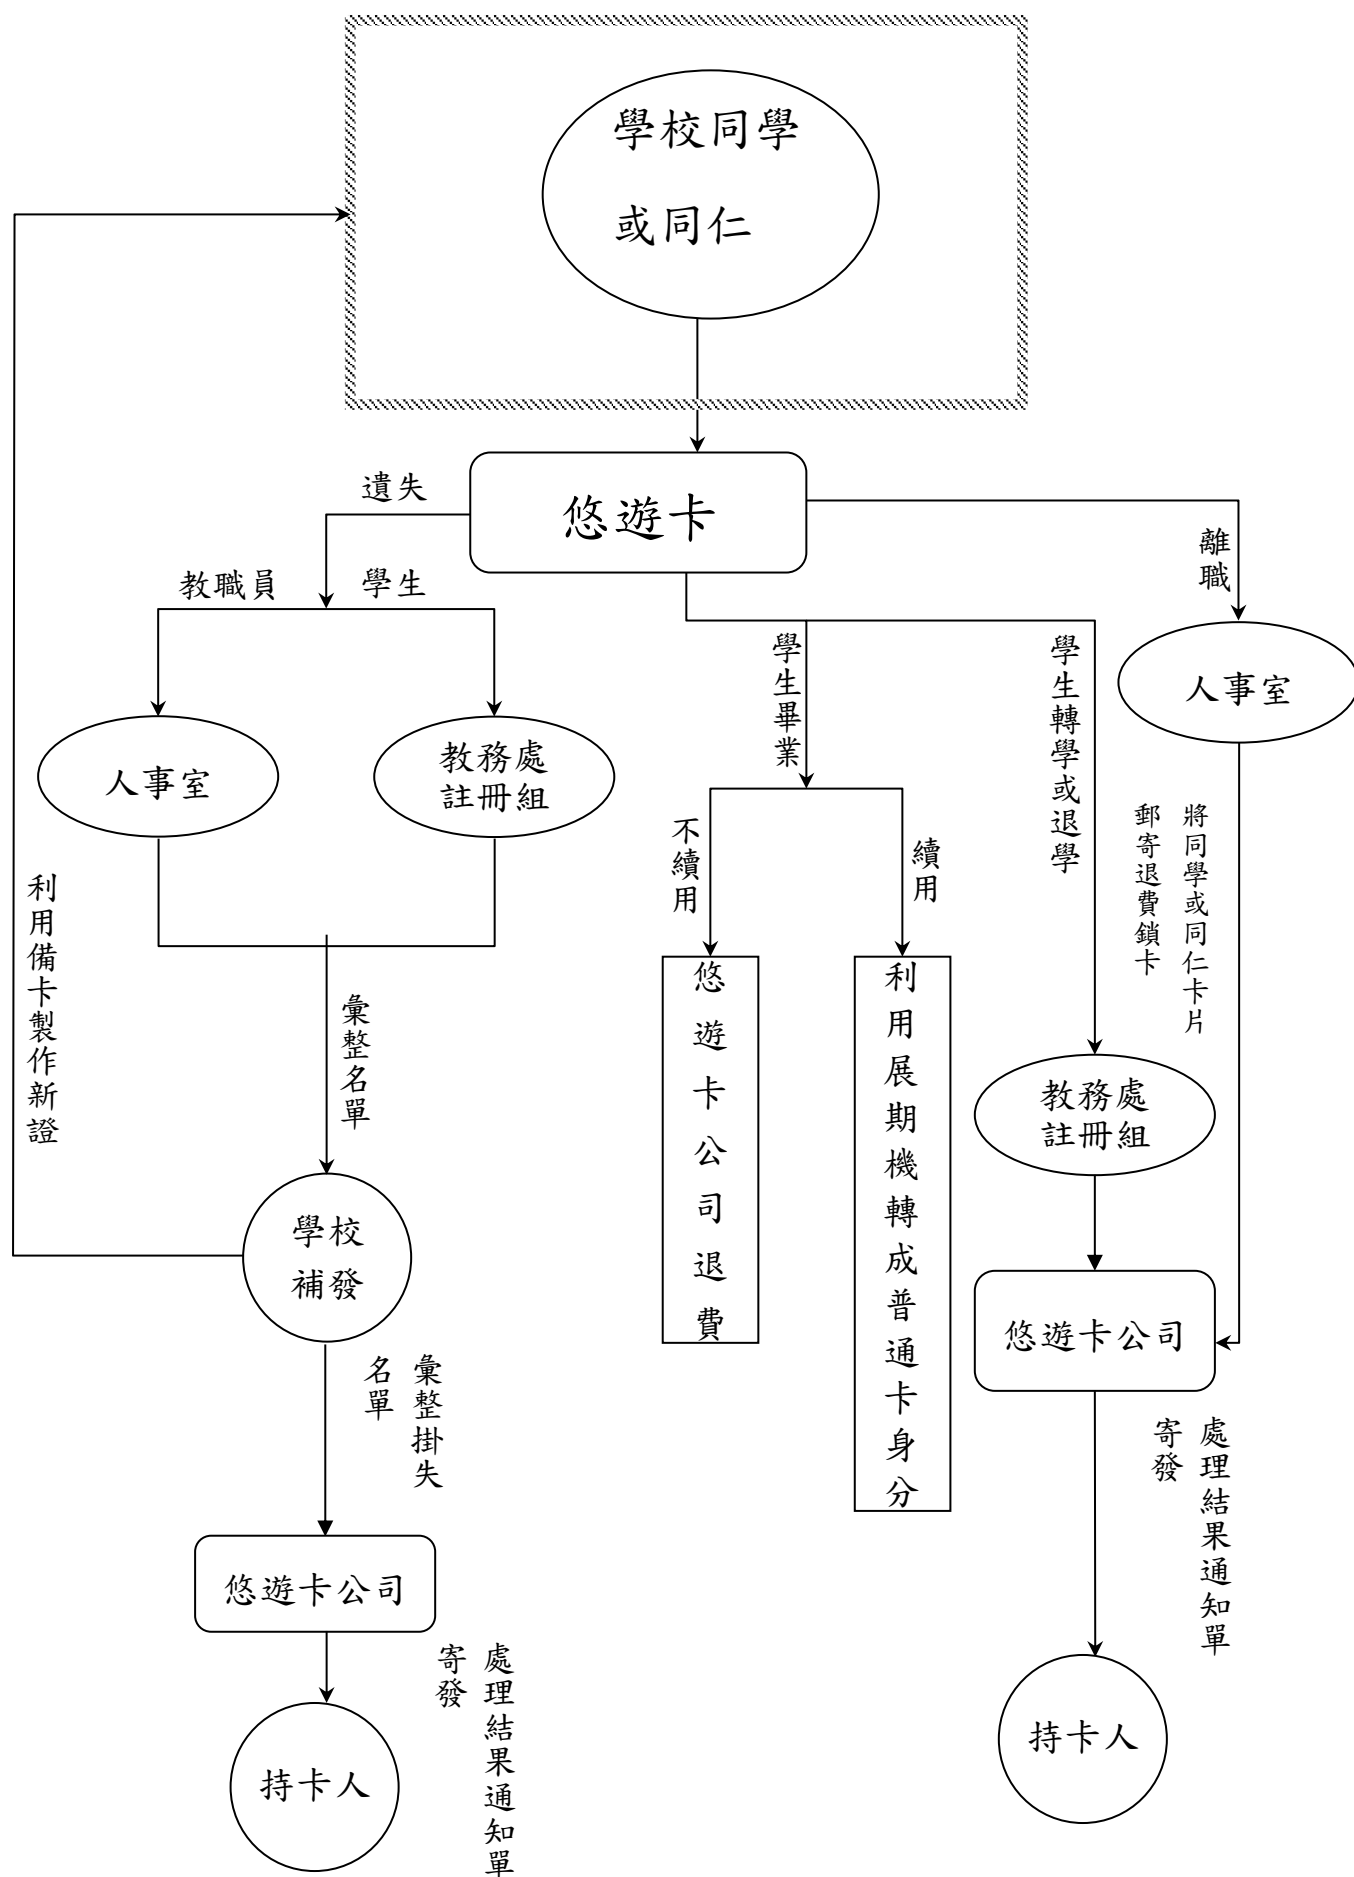 學校同學
或同仁
悠遊卡
遺失
教職員
學生
離職
人事室
教務處
註冊組
學生畢業
學生轉學或退學
人事室
不續用
續用
將同學或同仁卡片
郵寄退費鎖卡
利用備卡製作新證
彙整名單
悠遊卡公司退費
利用展期機轉成普通卡身分
教務處
註冊組
學校
補發
悠遊卡公司
彙整掛失
名單
處理結果通知單
寄發
悠遊卡公司
處理結果通知單
寄發
持卡人
持卡人